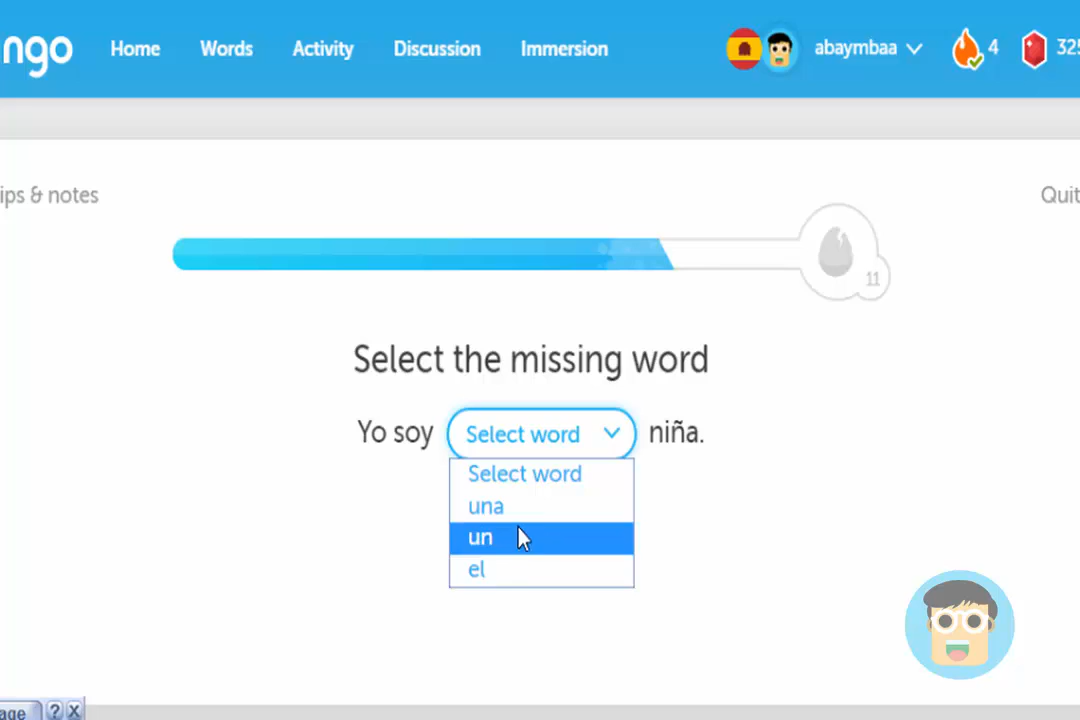 ngo Home Words Activity Discussion Immersion abaymbaa 4 325
ips & notes Quit
11
Select the missing word
Yo soy Select word niña.
Select word
una
un
el
age ? X